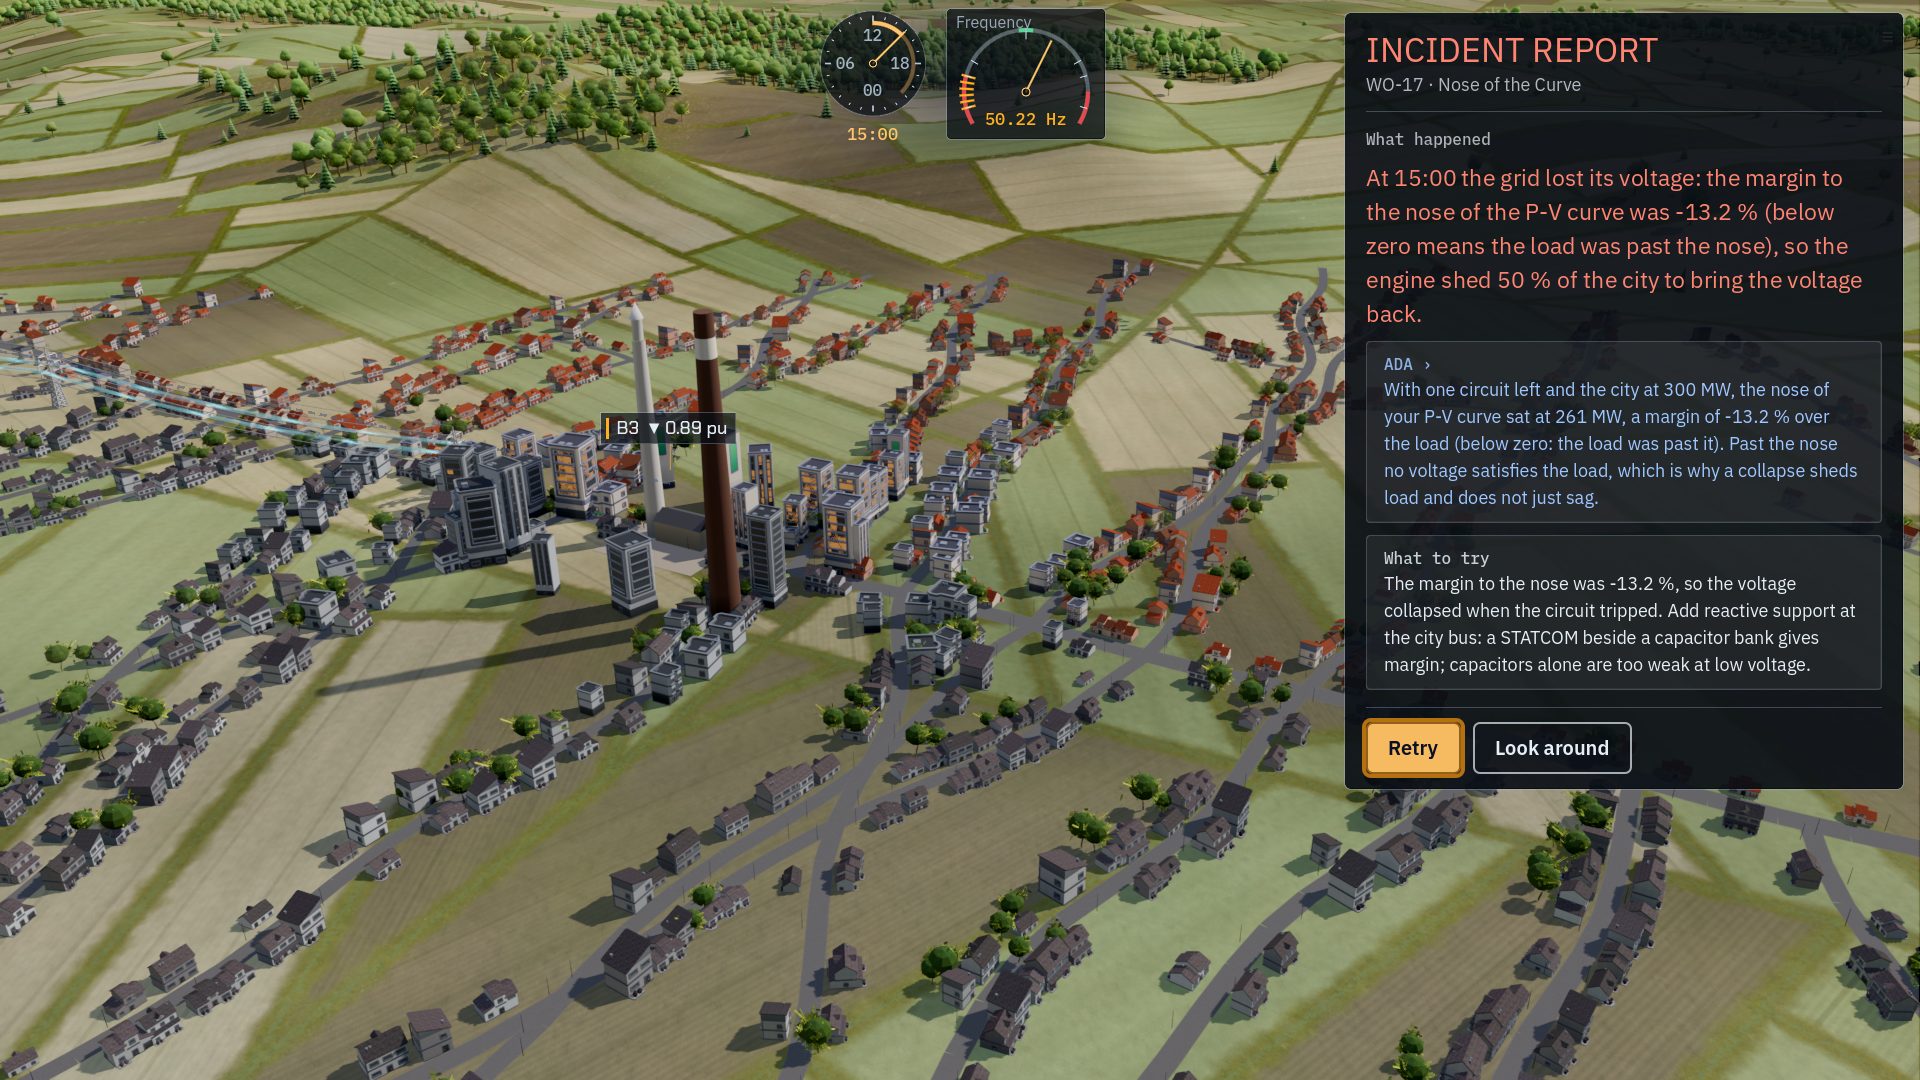 12
06
18
00
15:00
Frequency
50.22 Hz
B3 ▼ 0.89 pu
INCIDENT REPORT
WO-17 · Nose of the Curve
What happened
At 15:00 the grid lost its voltage: the margin to
the nose of the P-V curve was -13.2 % (below
zero means the load was past the nose), so the
engine shed 50 % of the city to bring the voltage
back.
ADA ›
With one circuit left and the city at 300 MW, the nose of
your P-V curve sat at 261 MW, a margin of -13.2 % over
the load (below zero: the load was past it). Past the nose
no voltage satisfies the load, which is why a collapse sheds
load and does not just sag.
What to try
The margin to the nose was -13.2 %, so the voltage
collapsed when the circuit tripped. Add reactive support at
the city bus: a STATCOM beside a capacitor bank gives
margin; capacitors alone are too weak at low voltage.
Retry
Look around